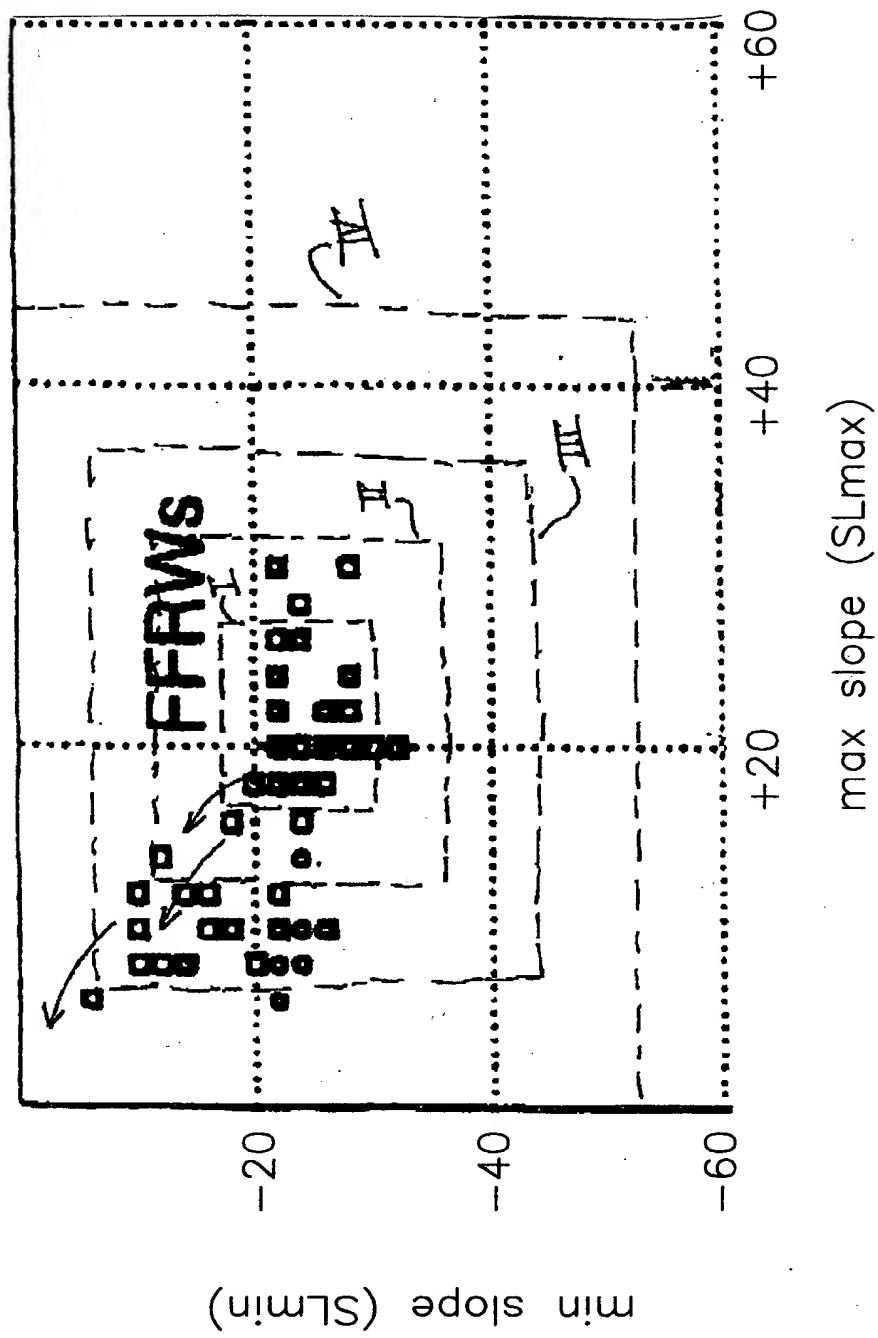 FFRWs
I
II
III
IV
-20
-40
-60
+20
+40
+60
max slope (SLmax)
min slope (SLmin)